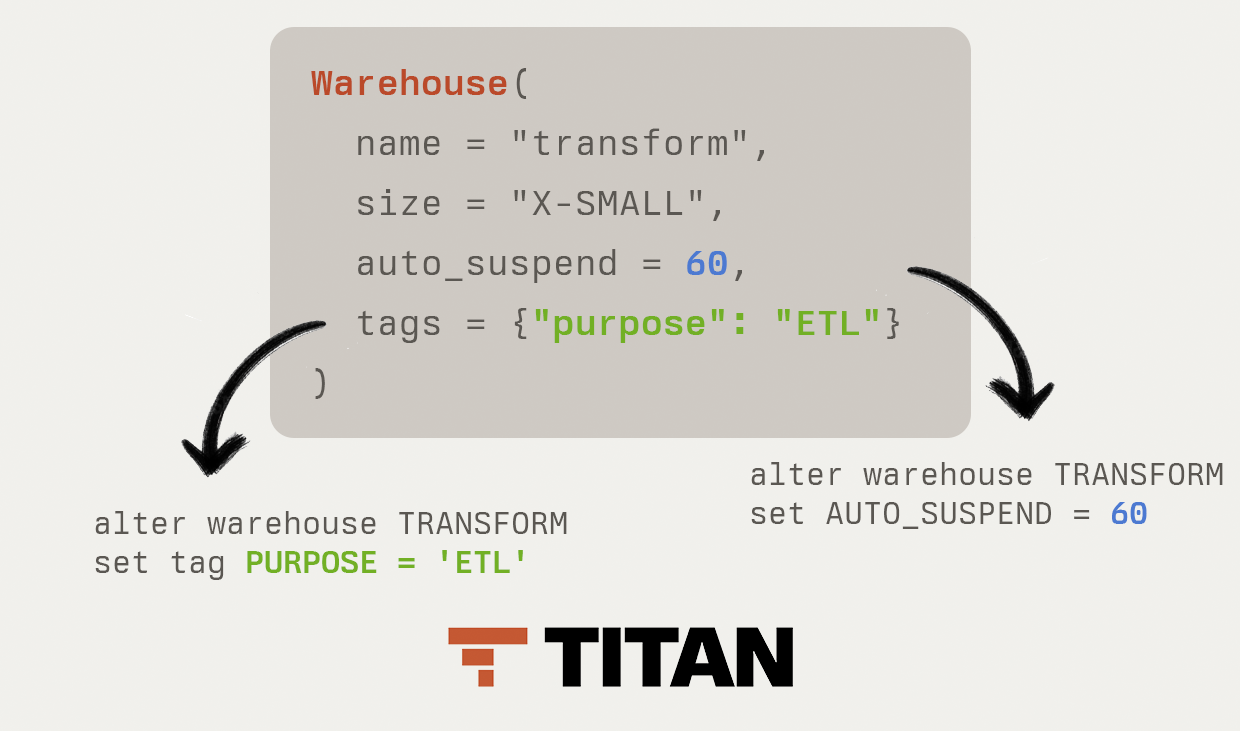 Warehouse(
name = "transform",
size = "X-SMALL",
auto_suspend = 60,
tags = {"purpose": "ETL"}
)
alter warehouse TRANSFORM
set AUTO_SUSPEND = 60
alter warehouse TRANSFORM
set tag PURPOSE = 'ETL'
TITAN